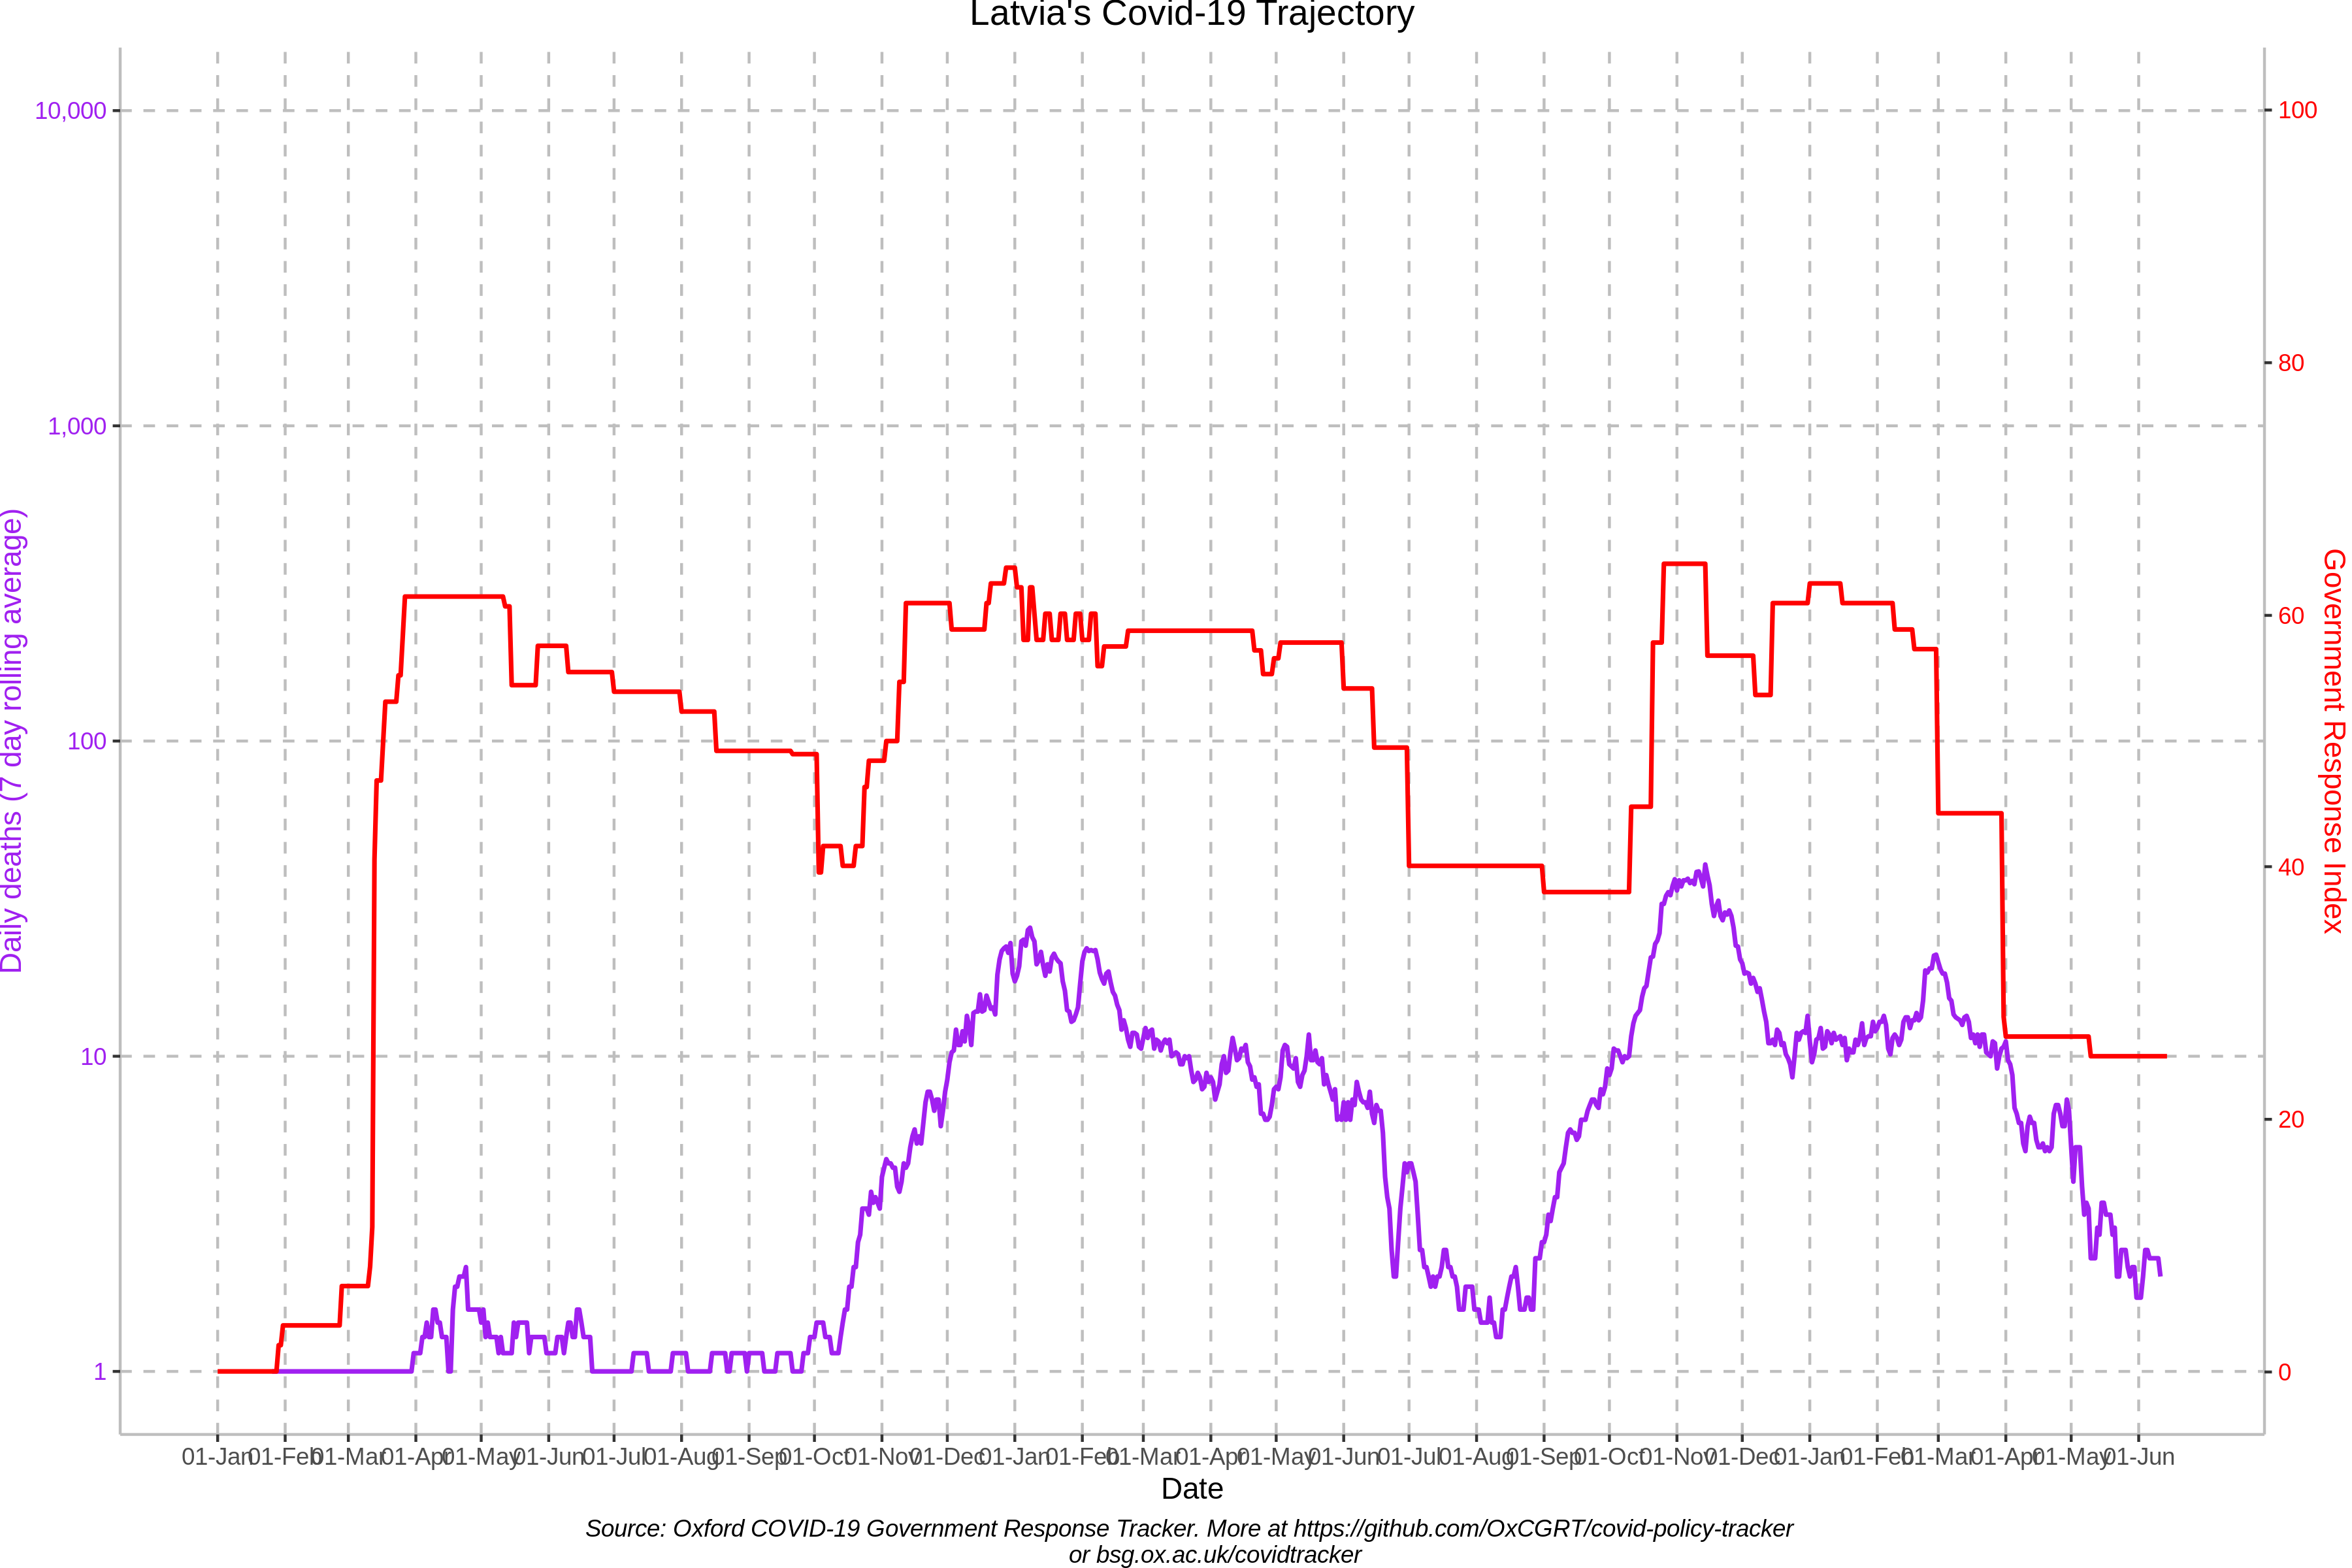 Latvia's Covid-19 Trajectory
10,000
1,000
100
10
1
Daily deaths (7 day rolling average)
100
80
60
40
20
0
Government Response Index
01-Jan 01-Feb 01-Mar 01-Apr 01-May 01-Jun 01-Jul 01-Aug 01-Sep 01-Oct 01-Nov 01-Dec 01-Jan 01-Feb 01-Mar 01-Apr 01-May 01-Jun 01-Jul 01-Aug 01-Sep 01-Oct 01-Nov 01-Dec 01-Jan 01-Feb 01-Mar 01-Apr 01-May 01-Jun
Date
Source: Oxford COVID-19 Government Response Tracker. More at https://github.com/OxCGRT/covid-policy-tracker
or bsg.ox.ac.uk/covidtracker